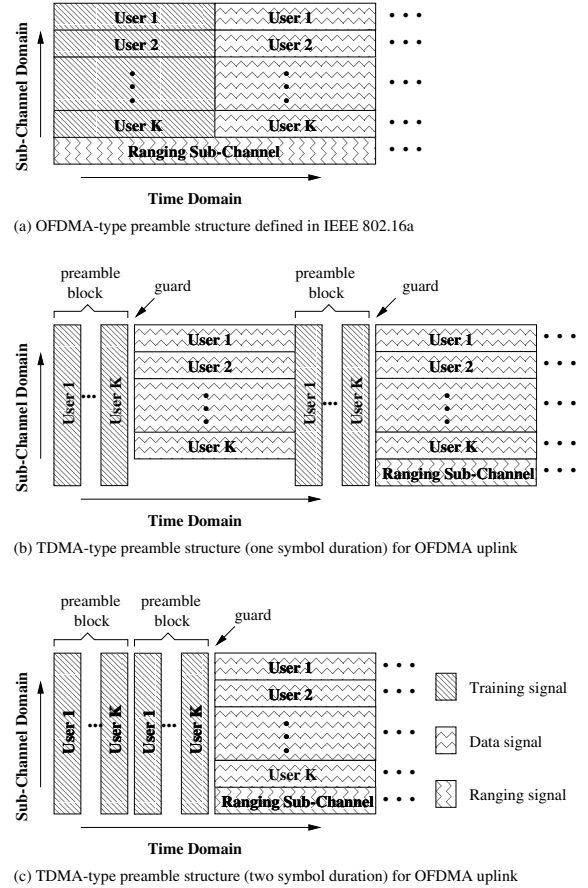 Sub-Channel Domain
User 1 User 1
User 2 User 2
User K User K
Ranging Sub-Channel
Time Domain
(a) OFDMA-type preamble structure defined in IEEE 802.16a
preamble block
guard
preamble block
guard
Sub-Channel Domain
User 1 ... User K
User 1
User 2
User K
User 1 ... User K
User 1
User 2
User K
Ranging Sub-Channel
Time Domain
(b) TDMA-type preamble structure (one symbol duration) for OFDMA uplink
preamble block
preamble block
guard
Sub-Channel Domain
User 1 ... User K
User 1 ... User K
User 1
User 2
User K
Ranging Sub-Channel
Training signal
Data signal
Ranging signal
Time Domain
(c) TDMA-type preamble structure (two symbol duration) for OFDMA uplink